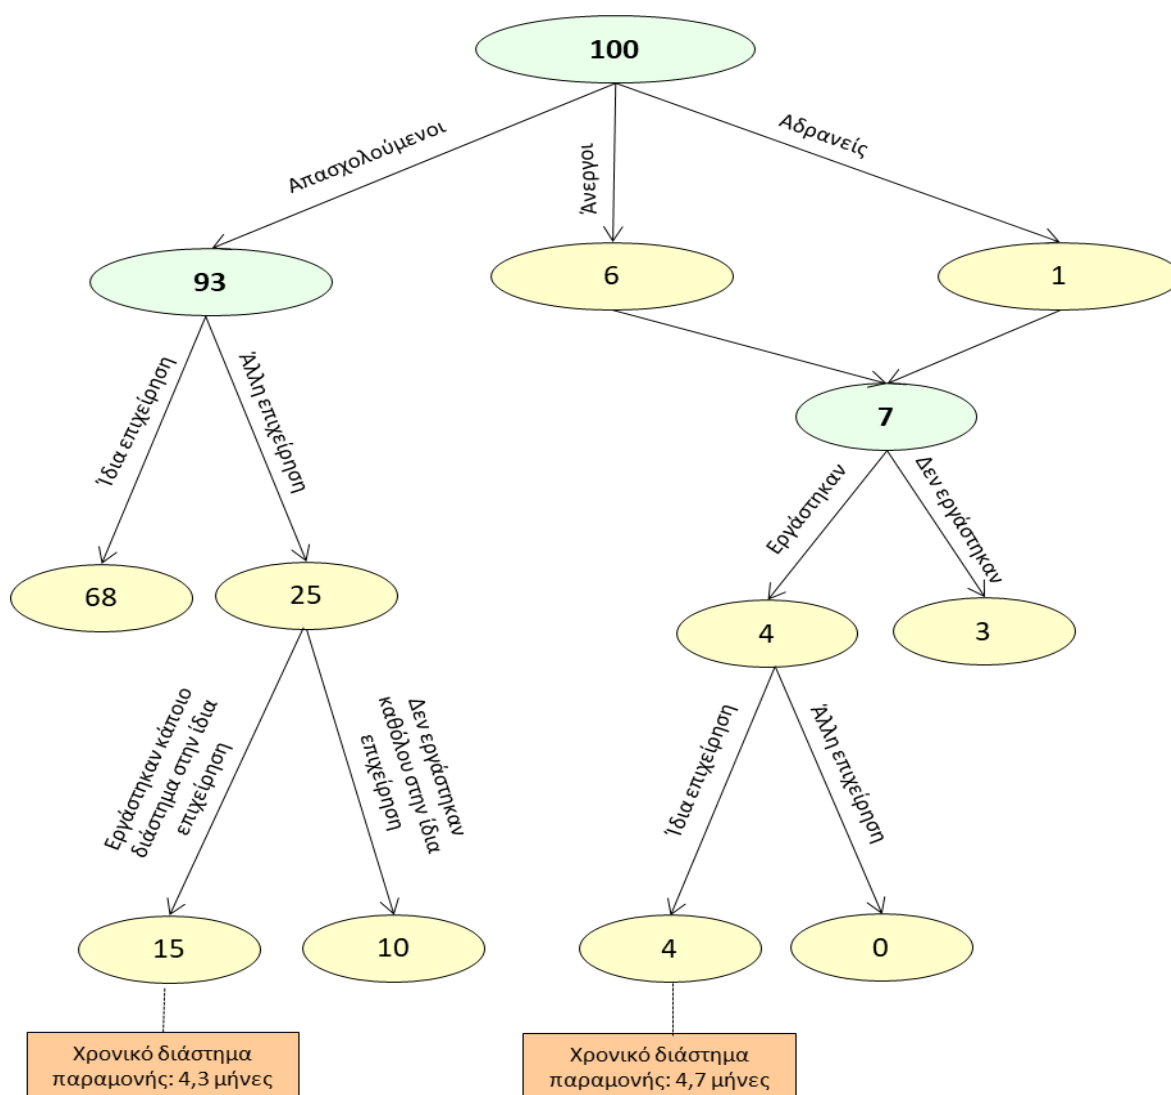 100
Απασχολούμενοι
Άνεργοι
Αδρανείς
93
6
1
7
Ίδια επιχείρηση
Άλλη επιχείρηση
Εργάστηκαν
Δεν εργάστηκαν
68
25
4
3
Εργάστηκαν κάποιο
διάστημα στην ίδια
επιχείρηση
Δεν εργάστηκαν
καθόλου στην ίδια
επιχείρηση
Ίδια επιχείρηση
Άλλη επιχείρηση
15
10
4
0
Χρονικό διάστημα
παραμονής: 4,3 μήνες
Χρονικό διάστημα
παραμονής: 4,7 μήνες